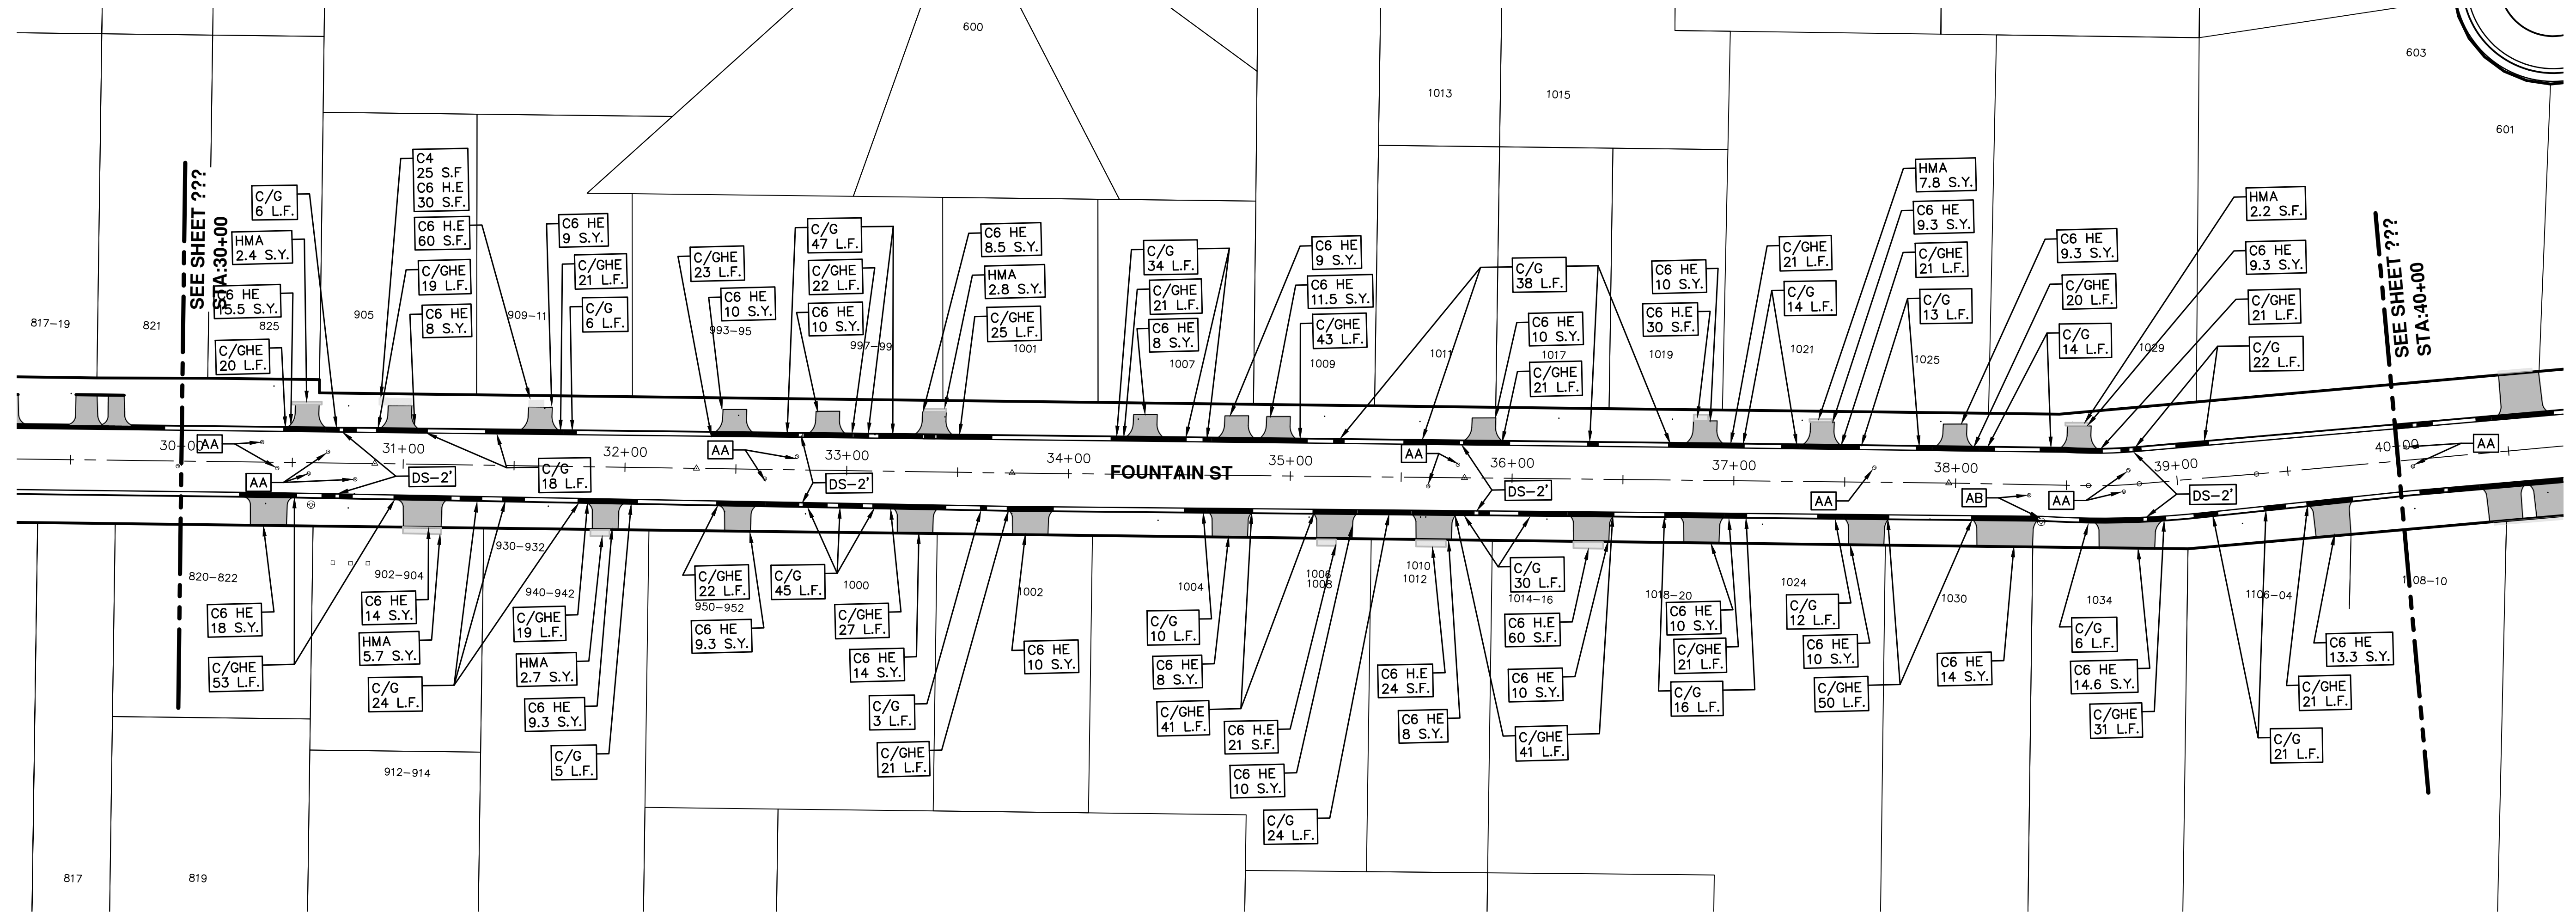 600
603
601
1013
1015
SEE SHEET ???
STA:30+00
C/G
6 L.F.
HMA
2.4 S.Y.
C6 HE
15.5 S.Y.
C/GHE
20 L.F.
817-19
821
825
905
C4
25 S.F
C6 H.E
30 S.F.
C6 H.E
60 S.F.
C/GHE
19 L.F.
C6 HE
8 S.Y.
909-11
C6 HE
9 S.Y.
C/GHE
21 L.F.
C/G
6 L.F.
C/GHE
23 L.F.
C6 HE
10 S.Y.
993-95
C/G
47 L.F.
C/GHE
22 L.F.
C6 HE
10 S.Y.
997-99
C6 HE
8.5 S.Y.
HMA
2.8 S.Y.
C/GHE
25 L.F.
1001
C/G
34 L.F.
C/GHE
21 L.F.
C6 HE
8 S.Y.
1007
C6 HE
9 S.Y.
C6 HE
11.5 S.Y.
C/GHE
43 L.F.
1009
1011
C/G
38 L.F.
C6 HE
10 S.Y.
1017
C/GHE
21 L.F.
C6 HE
10 S.Y.
C6 H.E
30 S.F.
1019
C/GHE
21 L.F.
C/G
14 L.F.
1021
HMA
7.8 S.Y.
C6 HE
9.3 S.Y.
C/GHE
21 L.F.
C/G
13 L.F.
1025
C6 HE
9.3 S.Y.
C/GHE
20 L.F.
C/G
14 L.F.
1029
HMA
2.2 S.F.
C6 HE
9.3 S.Y.
C/GHE
21 L.F.
C/G
22 L.F.
SEE SHEET ???
STA:40+00
30+00
AA
31+00
32+00
AA
33+00
34+00
FOUNTAIN ST
35+00
AA
36+00
37+00
38+00
39+00
40+00
AA
AA
DS-2'
C/G
18 L.F.
DS-2'
DS-2'
AA
AB
AA
DS-2'
820-822
C6 HE
18 S.Y.
C/GHE
53 L.F.
902-904
C6 HE
14 S.Y.
HMA
5.7 S.Y.
C/G
24 L.F.
912-914
930-932
940-942
C/GHE
19 L.F.
HMA
2.7 S.Y.
C6 HE
9.3 S.Y.
C/G
5 L.F.
C/GHE
22 L.F.
950-952
C6 HE
9.3 S.Y.
C/G
45 L.F.
1000
C/GHE
27 L.F.
C6 HE
14 S.Y.
C/G
3 L.F.
C/GHE
21 L.F.
1002
C6 HE
10 S.Y.
1004
C/G
10 L.F.
C6 HE
8 S.Y.
C/GHE
41 L.F.
1006
1008
C6 H.E
21 S.F.
C6 HE
10 S.Y.
C/G
24 L.F.
1010
1012
C6 H.E
24 S.F.
C6 HE
8 S.Y.
C/G
30 L.F.
1014-16
C6 H.E
60 S.F.
C6 HE
10 S.Y.
C/GHE
41 L.F.
1018-20
C6 HE
10 S.Y.
C/GHE
21 L.F.
C/G
16 L.F.
1024
C/G
12 L.F.
C6 HE
10 S.Y.
C/GHE
50 L.F.
1030
C6 HE
14 S.Y.
1034
C/G
6 L.F.
C6 HE
14.6 S.Y.
C/GHE
31 L.F.
1106-04
C6 HE
13.3 S.Y.
C/GHE
21 L.F.
C/G
21 L.F.
1108-10
817
819